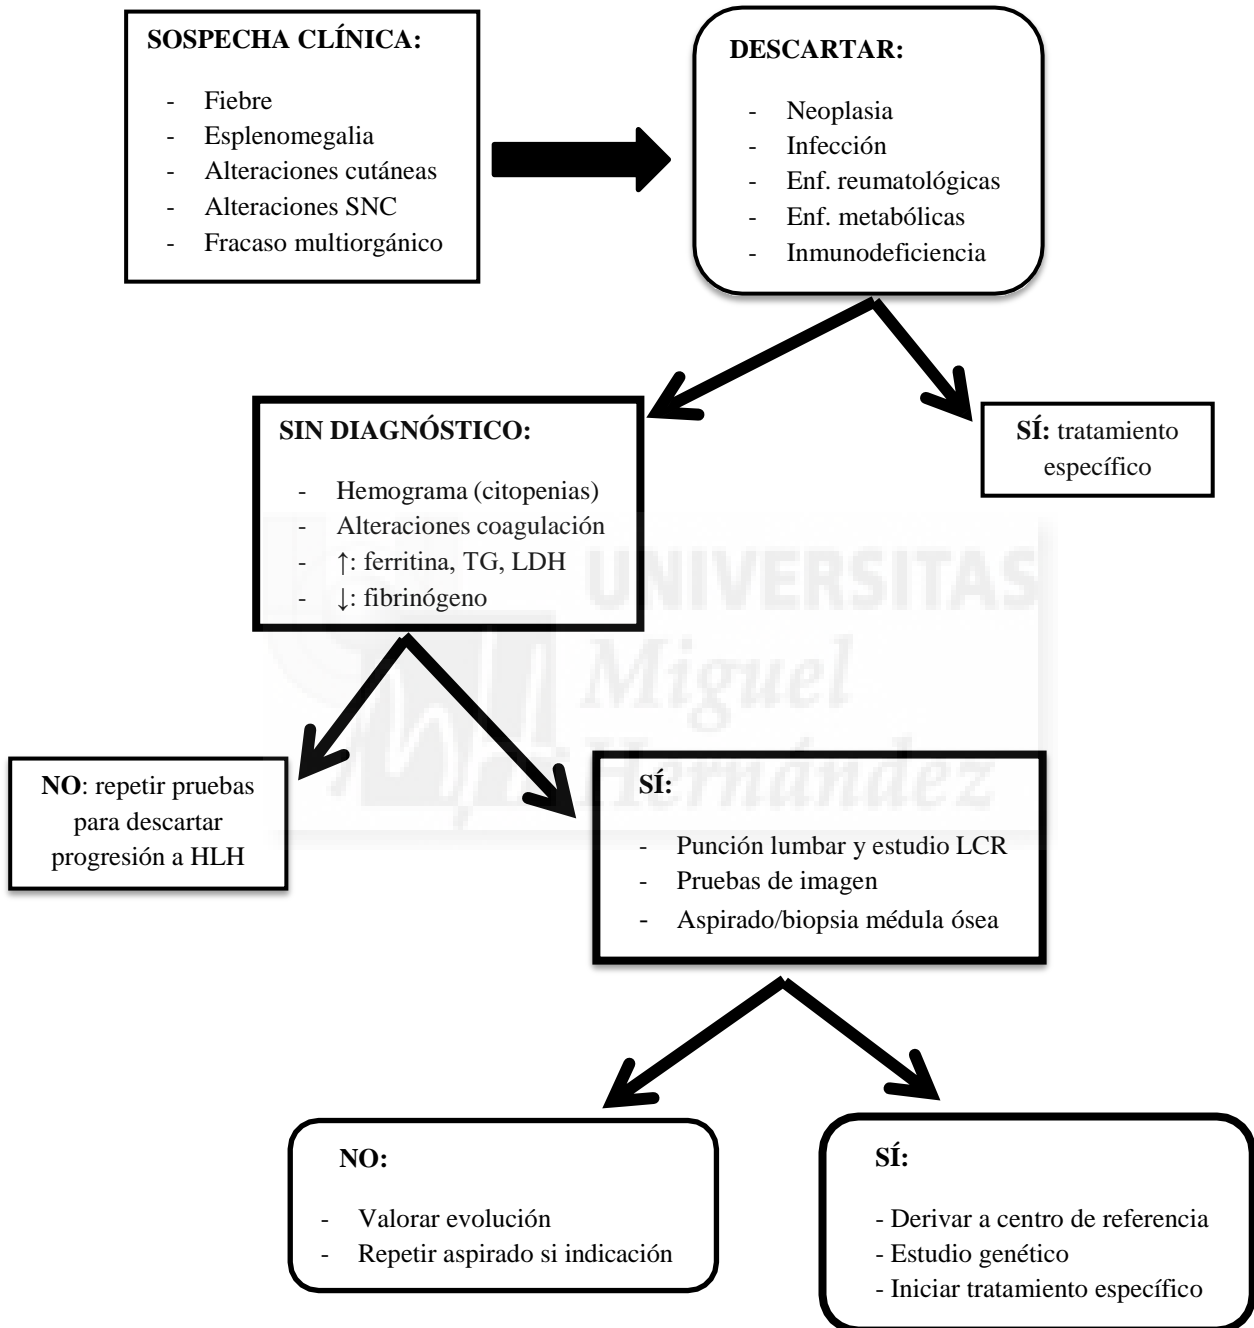 SOSPECHA CLÍNICA:
- Fiebre
- Esplenomegalia
- Alteraciones cutáneas
- Alteraciones SNC
- Fracaso multiorgánico
DESCARTAR:
- Neoplasia
- Infección
- Enf. reumatológicas
- Enf. metabólicas
- Inmunodeficiencia
SIN DIAGNÓSTICO:
- Hemograma (citopenias)
- Alteraciones coagulación
- ↑: ferritina, TG, LDH
- ↓: fibrinógeno
SÍ: tratamiento
específico
UNIVERSITAS
Miguel
Hernández
NO: repetir pruebas
para descartar
progresión a HLH
SÍ:
- Punción lumbar y estudio LCR
- Pruebas de imagen
- Aspirado/biopsia médula ósea
NO:
- Valorar evolución
- Repetir aspirado si indicación
SÍ:
- Derivar a centro de referencia
- Estudio genético
- Iniciar tratamiento específico